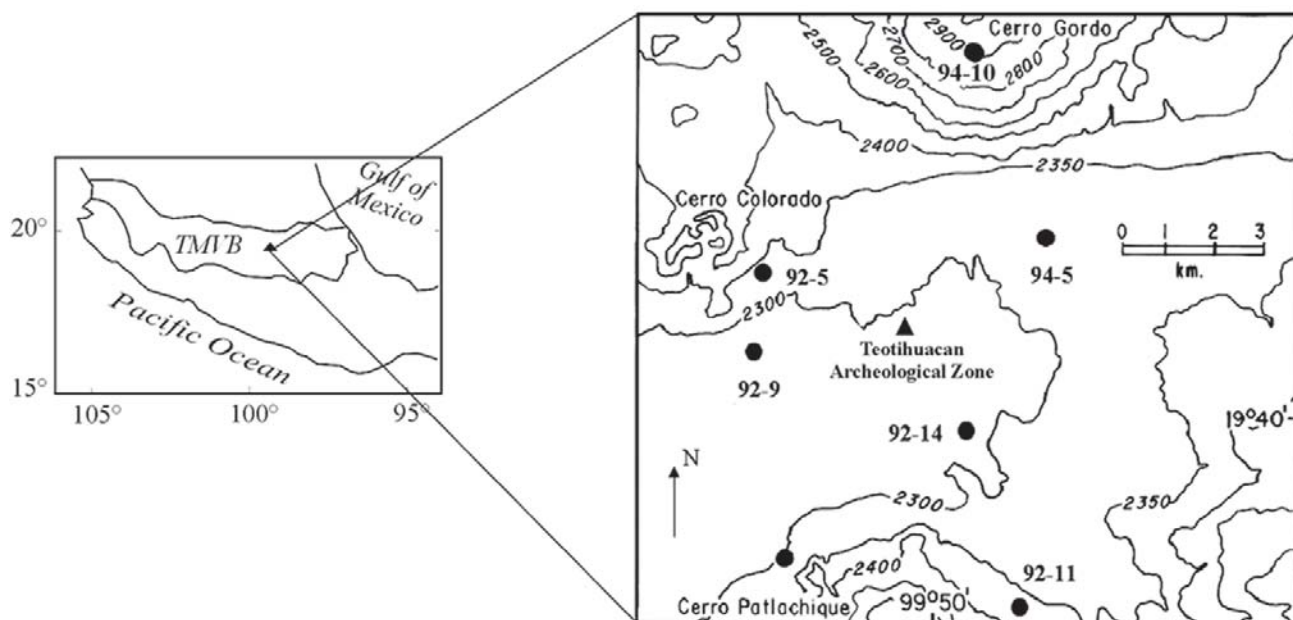 Gulf of
Mexico
20°
TMVB
Pacific Ocean
15°
105°
100°
95°
2900
Cerro Gordo
2500
2700
94-10
2800
2600
2400
2350
Cerro Colorado
0 1 2 3
km.
92-5
94-5
2300
Teotihuacan
Archeological Zone
92-9
92-14
19°40'
N
2300
2350
2400
92-11
Cerro Patlachique
99°50'